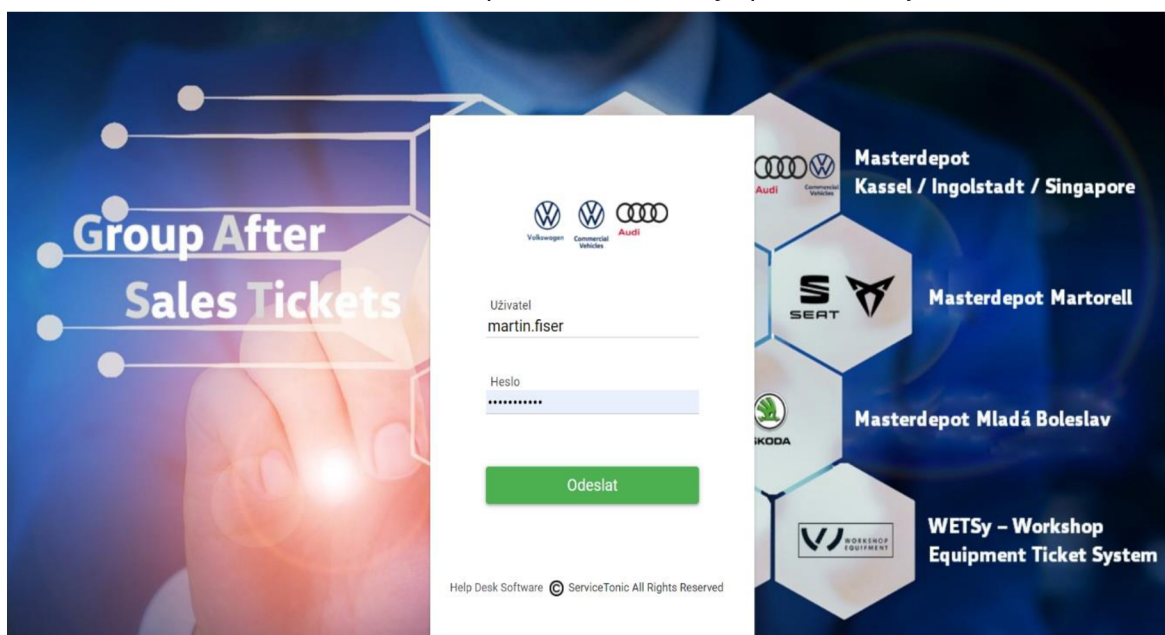 Group After
Sales Tickets
Volkswagen
Commercial
Vehicles
Audi
Uživatel
martin.fiser
Heslo
•••••••••••
Odeslat
Help Desk Software © ServiceTonic All Rights Reserved
Audi
Commercial
Vehicles
Masterdepot
Kassel / Ingolstadt / Singapore
SEAT
Masterdepot Martorell
ŠKODA
Masterdepot Mladá Boleslav
WORKSHOP
EQUIPMENT
WETSy – Workshop
Equipment Ticket System